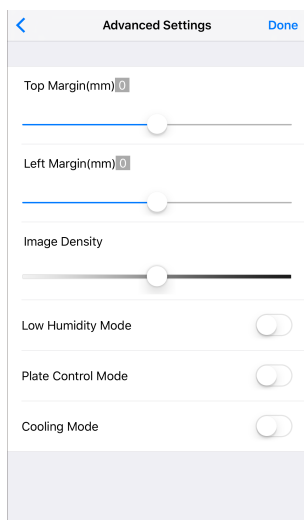 Advanced Settings Done
Top Margin(mm) 0
Left Margin(mm) 0
Image Density
Low Humidity Mode
Plate Control Mode
Cooling Mode